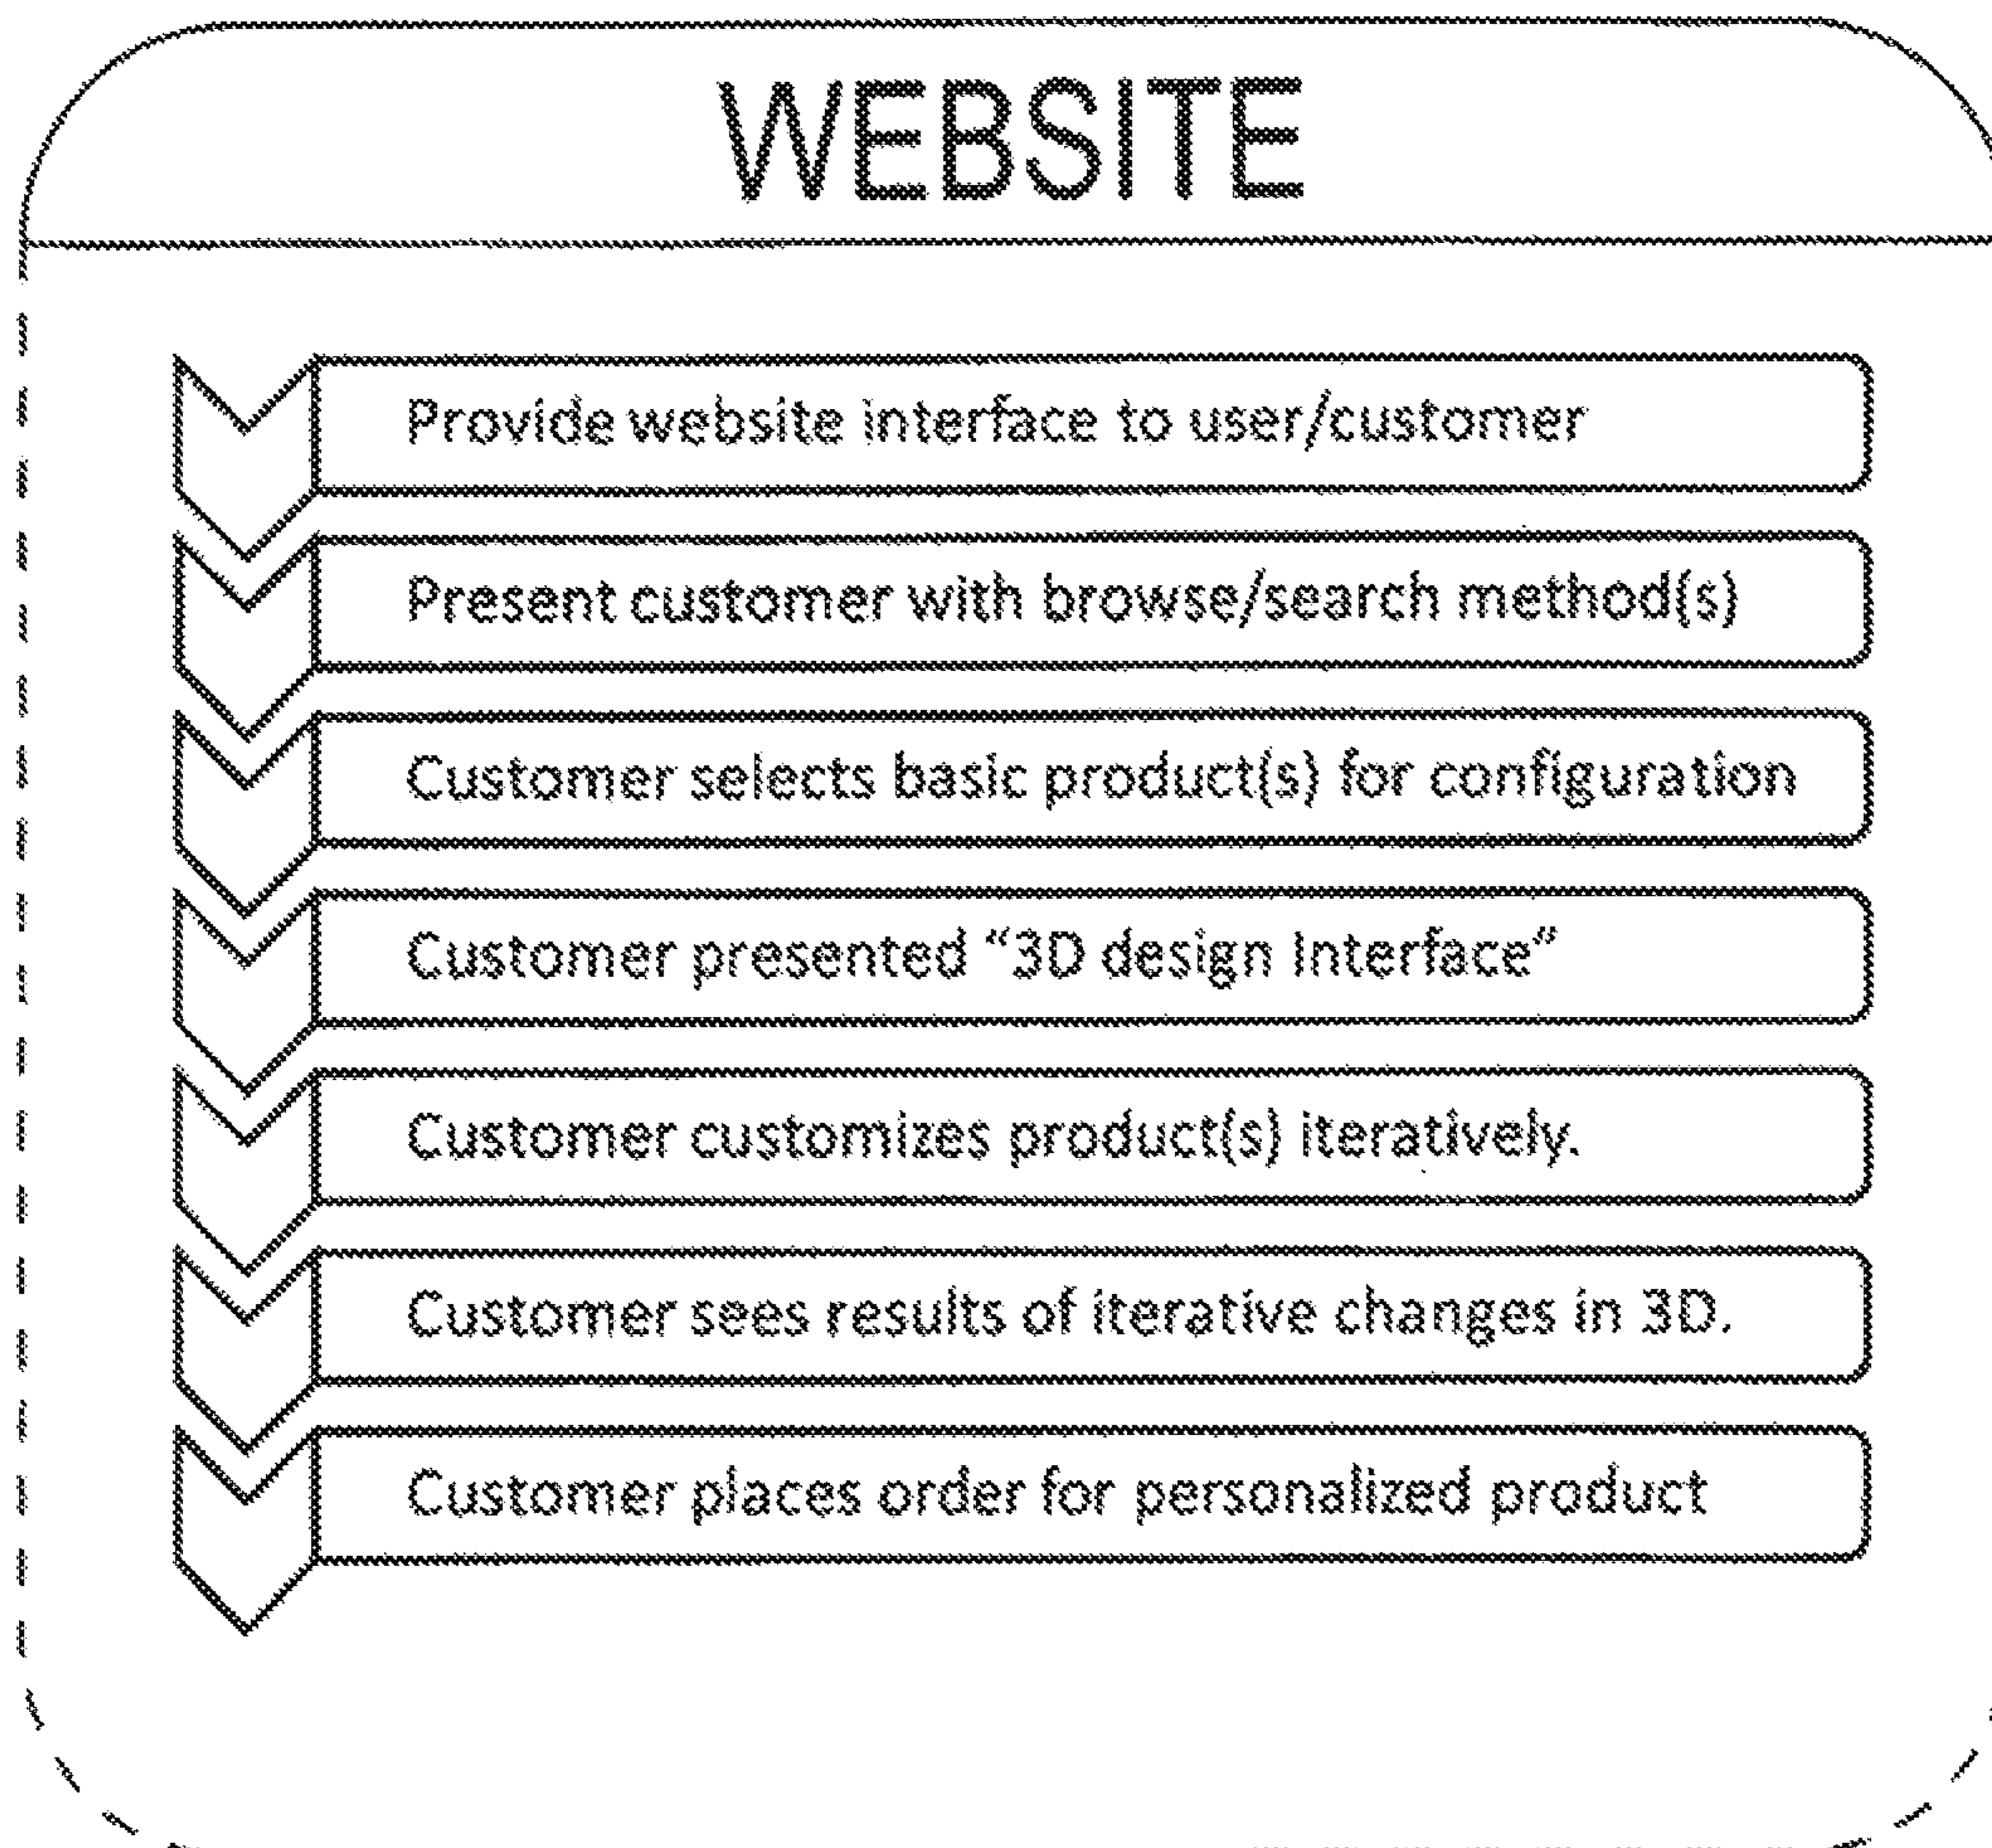 WEBSITE
Provide website interface to user/customer
Present customer with browse/search method(s)
Customer selects basic product(s) for configuration
Customer presented “3D design Interface”
Customer customizes product(s) iteratively.
Customer sees results of iterative changes in 3D.
Customer places order for personalized product